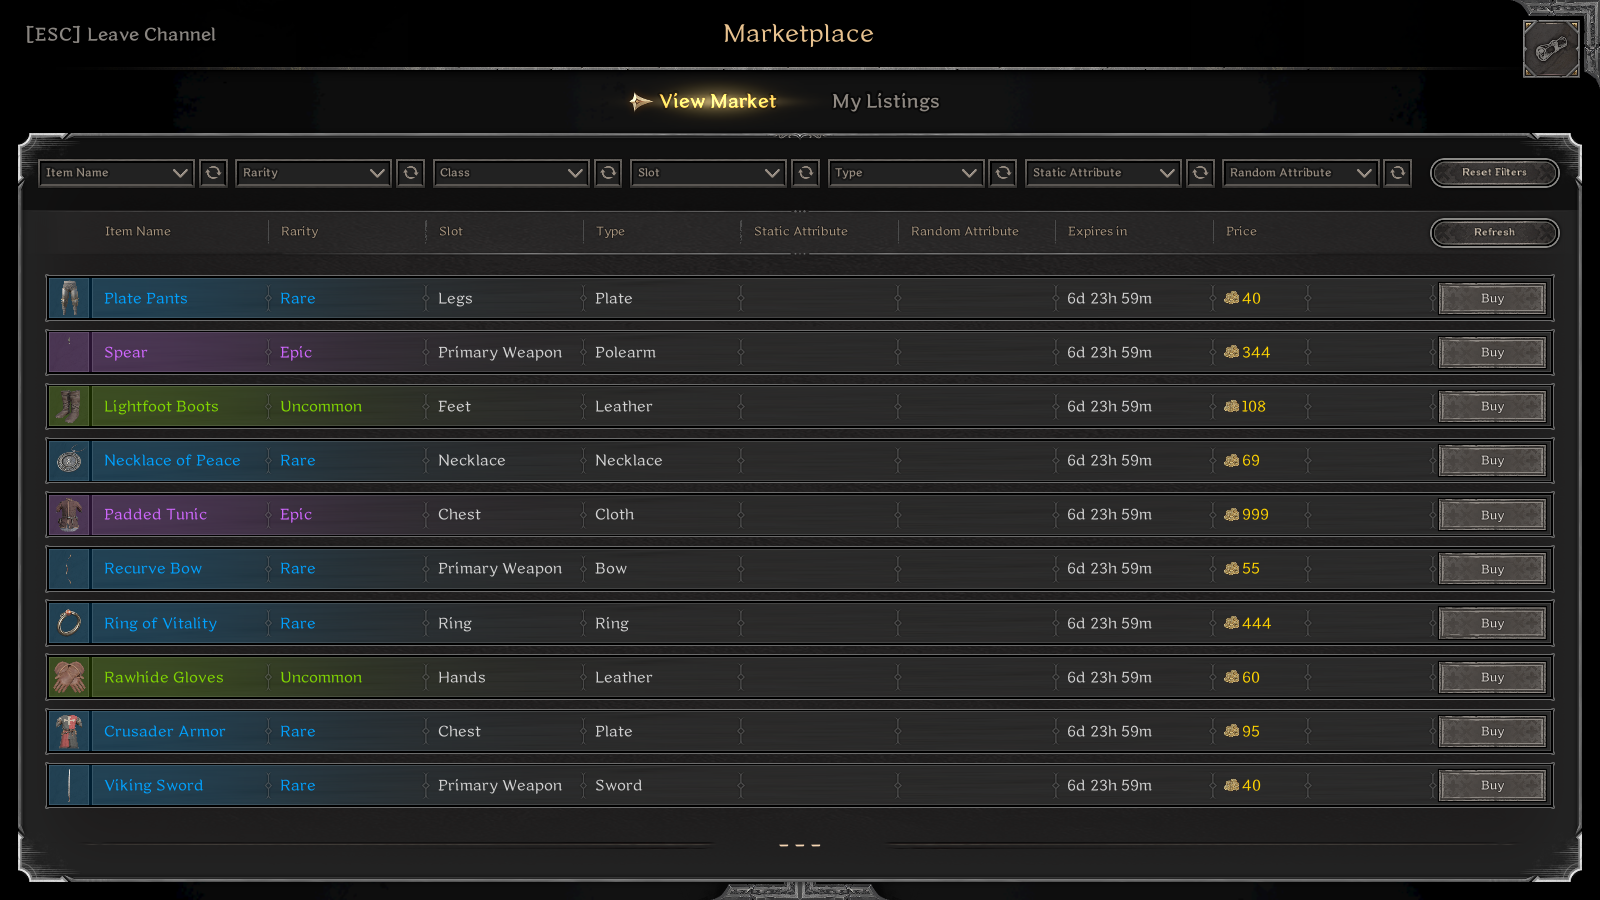 [ESC] Leave Channel
Marketplace
View Market My Listings
Item Name Rarity Class Slot Type Static Attribute Random Attribute Reset Filters
Item Name Rarity Slot Type Static Attribute Random Attribute Expires in Price Refresh
Plate Pants Rare Legs Plate 6d 23h 59m 40 Buy
Spear Epic Primary Weapon Polearm 6d 23h 59m 344 Buy
Lightfoot Boots Uncommon Feet Leather 6d 23h 59m 108 Buy
Necklace of Peace Rare Necklace Necklace 6d 23h 59m 69 Buy
Padded Tunic Epic Chest Cloth 6d 23h 59m 999 Buy
Recurve Bow Rare Primary Weapon Bow 6d 23h 59m 55 Buy
Ring of Vitality Rare Ring Ring 6d 23h 59m 444 Buy
Rawhide Gloves Uncommon Hands Leather 6d 23h 59m 60 Buy
Crusader Armor Rare Chest Plate 6d 23h 59m 95 Buy
Viking Sword Rare Primary Weapon Sword 6d 23h 59m 40 Buy
---